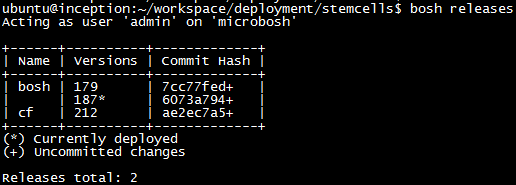 ubuntu@inception:~/workspace/deployment/stemcells$ bosh releases
Acting as user 'admin' on 'microbosh'
+------+----------+-------------+
| Name | Versions | Commit Hash |
+------+----------+-------------+
| bosh | 179      | 7cc77fed+   |
|      | 187*     | 6073a794+   |
| cf   | 212      | ae2ec7a5+   |
+------+----------+-------------+
(*) Currently deployed
(+) Uncommitted changes
Releases total: 2